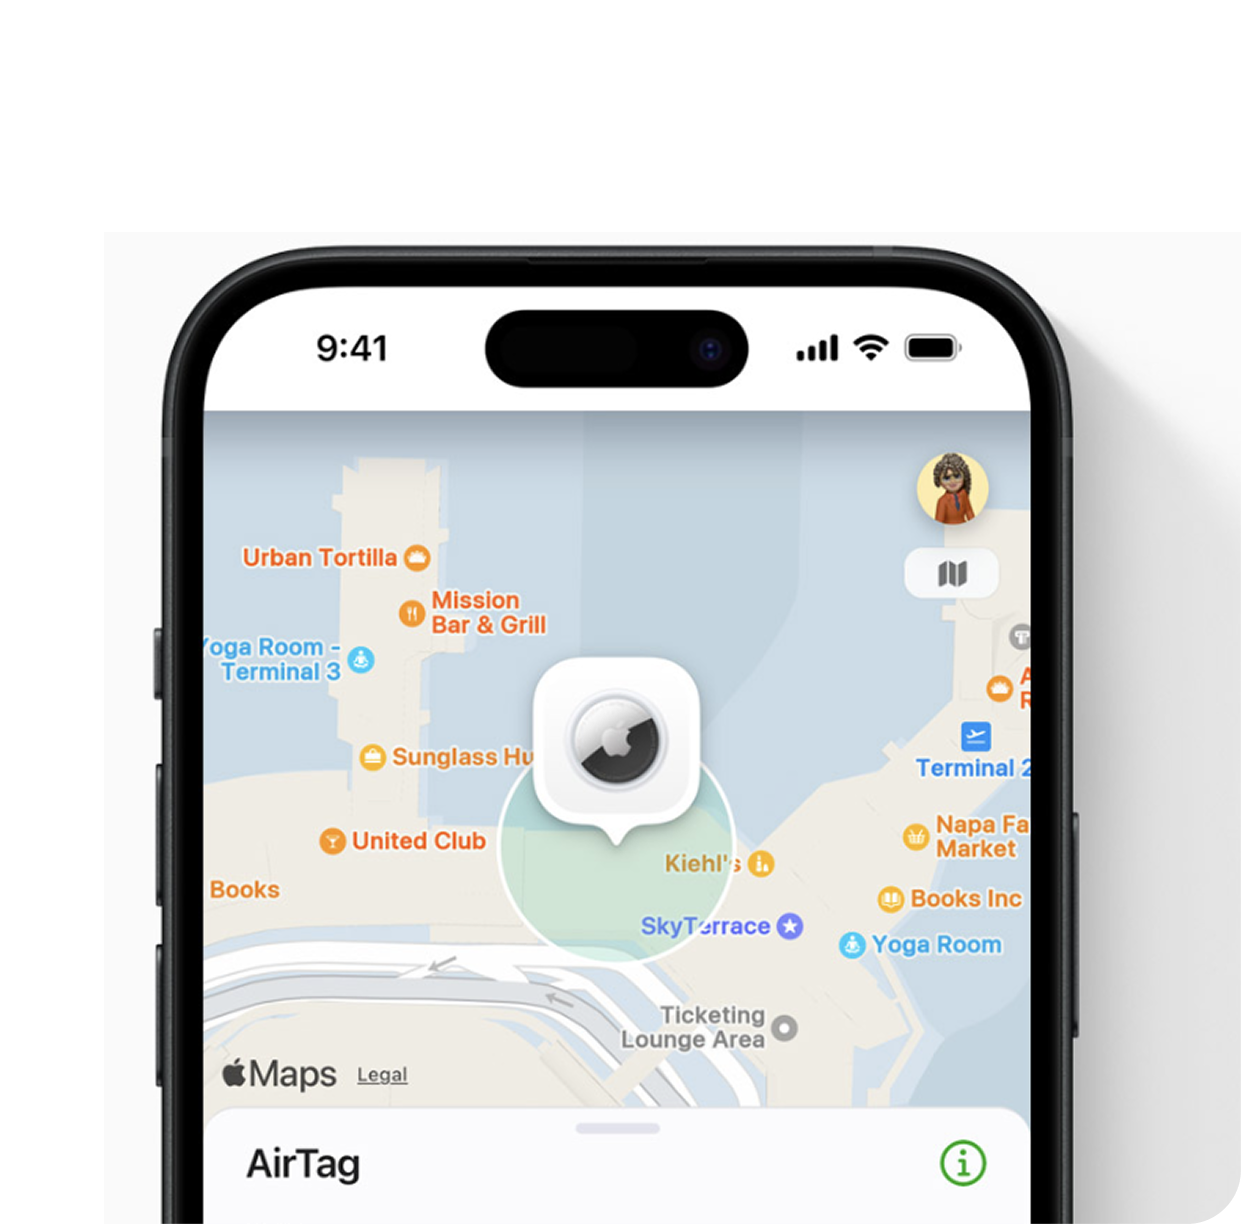 9:41
Urban Tortilla
Mission
Bar & Grill
Yoga Room -
Terminal 3
Sunglass Hu
United Club
Books
Kiehl's
SkyTerrace
Ticketing
Lounge Area
A
R
Terminal 2
Napa Fa
Market
Books Inc
Yoga Room
Maps
Legal
AirTag